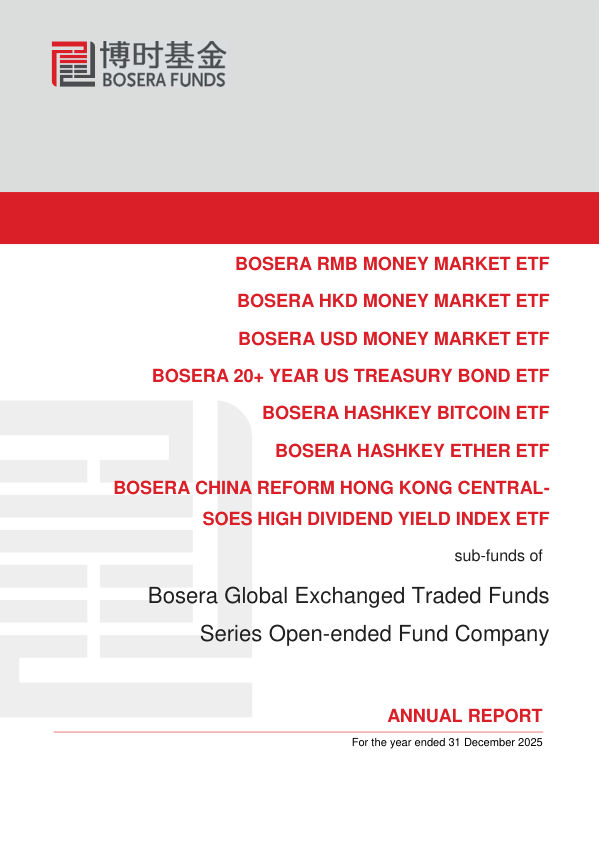 博时基金
BOSERA FUNDS
BOSERA RMB MONEY MARKET ETF
BOSERA HKD MONEY MARKET ETF
BOSERA USD MONEY MARKET ETF
BOSERA 20+ YEAR US TREASURY BOND ETF
BOSERA HASHKEY BITCOIN ETF
BOSERA HASHKEY ETHER ETF
BOSERA CHINA REFORM HONG KONG CENTRAL-
SOES HIGH DIVIDEND YIELD INDEX ETF
sub-funds of
Bosera Global Exchanged Traded Funds
Series Open-ended Fund Company
ANNUAL REPORT
For the year ended 31 December 2025